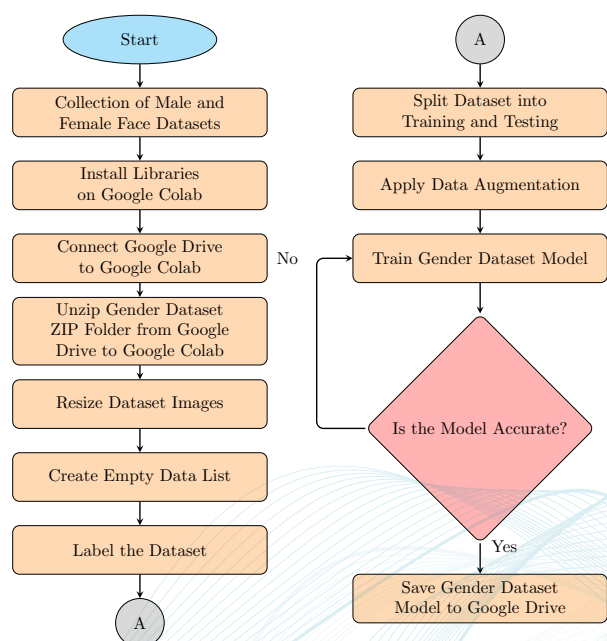 Start
Collection of Male and
Female Face Datasets
Install Libraries
on Google Colab
Connect Google Drive
to Google Colab
Unzip Gender Dataset
ZIP Folder from Google
Drive to Google Colab
Resize Dataset Images
Create Empty Data List
Label the Dataset
A
A
Split Dataset into
Training and Testing
Apply Data Augmentation
Train Gender Dataset Model
No
Is the Model Accurate?
Yes
Save Gender Dataset
Model to Google Drive